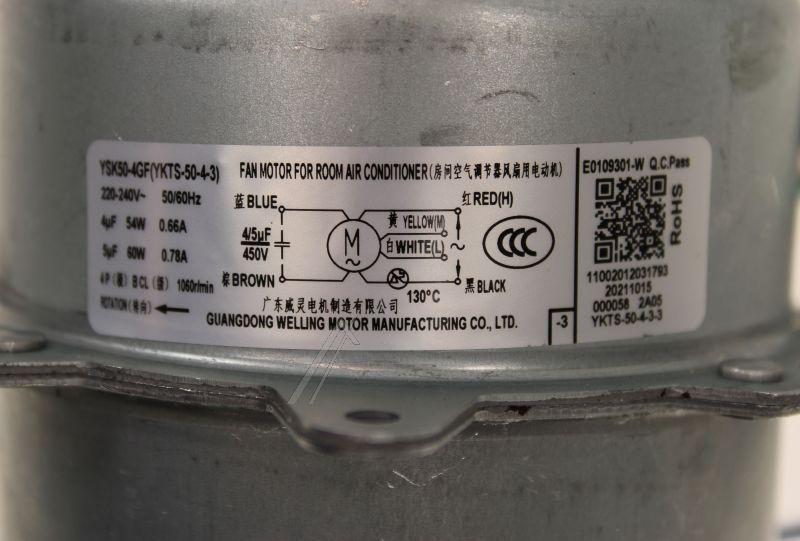 YSK50-4GF(YKTS-50-4-3)
220-240V~ 50/60Hz
4μF 54W 0.66A
5μF 60W 0.78A
4 P (极) B CL (级) 1060r/min
ROTATION (转向) ←
FAN MOTOR FOR ROOM AIR CONDITIONER (房间空气调节器风扇用电动机)
蓝 BLUE
红 RED(H)
黄 YELLOW(M)
4/5μF
450V
M
~
白 WHITE(L)
~
棕 BROWN
130°C
黑 BLACK
广东威灵电机制造有限公司
GUANGDONG WELLING MOTOR MANUFACTURING CO., LTD.
CCC
-3
E0109301-W Q.C.Pass
RoHS
11002012031793
20211015
000058 2A05
YKTS-50-4-3-3